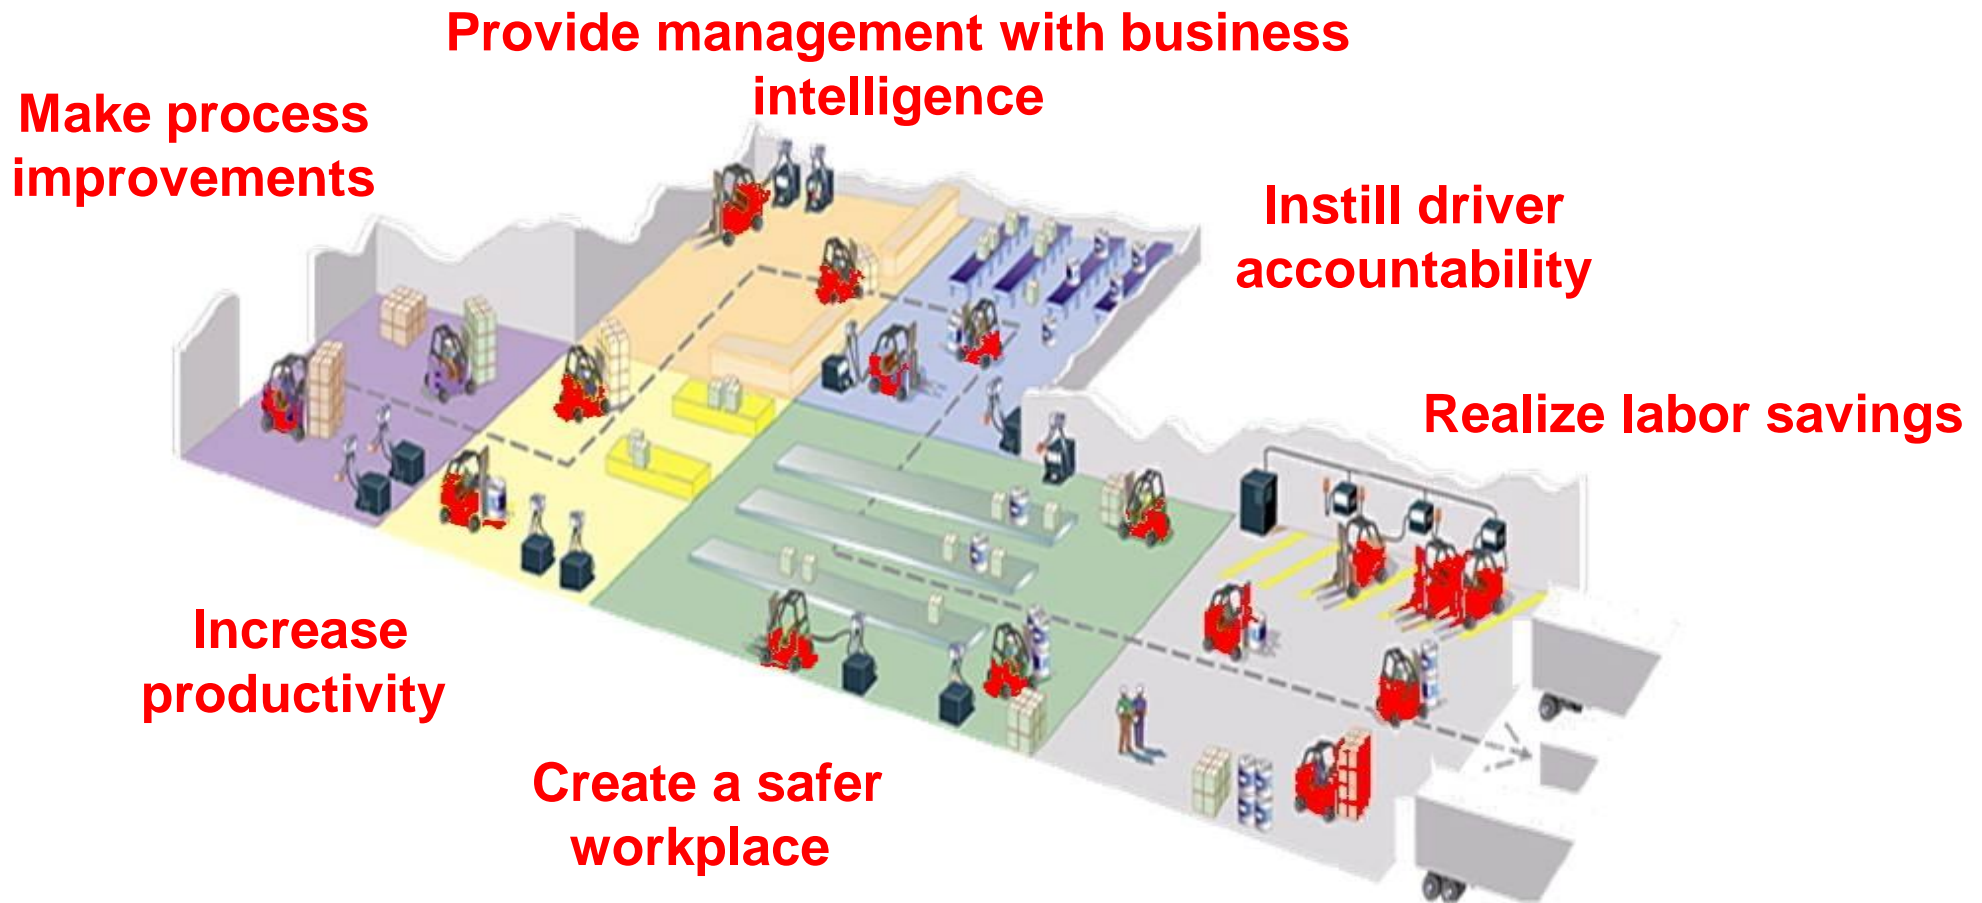 Provide management with business
intelligence
Make process
improvements
Instill driver
accountability
Realize labor savings
Increase
productivity
Create a safer
workplace